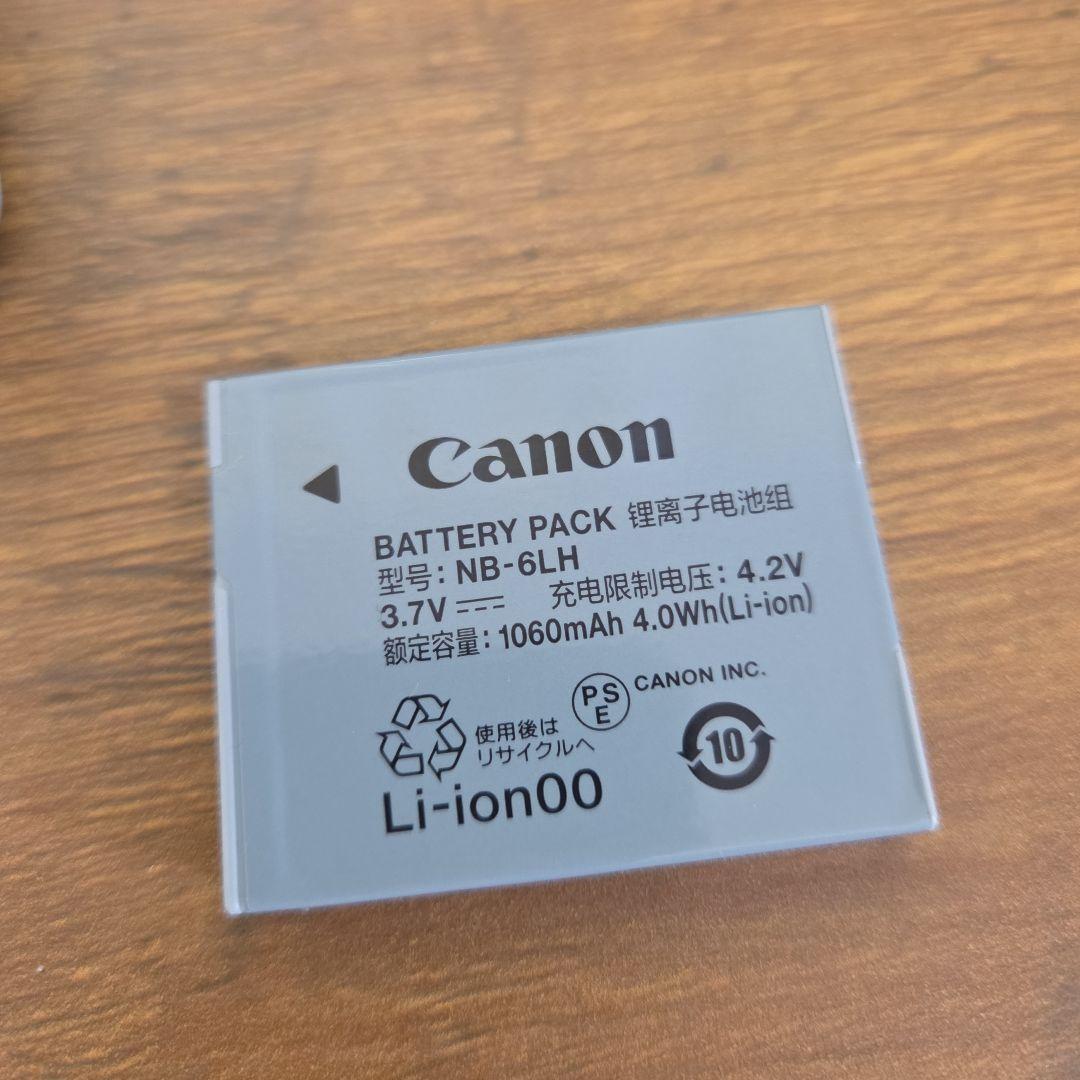 Canon
BATTERY PACK 锂离子电池组
型号: NB-6LH
3.7V 充电限制电压: 4.2V
额定容量: 1060mAh 4.0Wh(Li-ion)
使用後は
リサイクルへ
PS
E
CANON INC.
10
Li-ion00